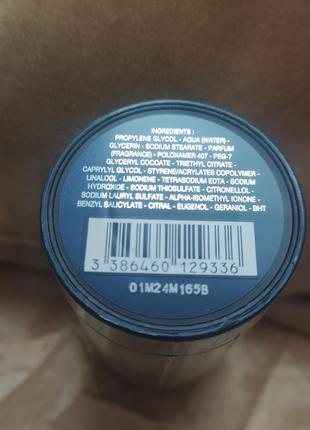 INGREDIENTS :
PROPYLENE GLYCOL - AQUA (WATER) -
GLYCERIN - SODIUM STEARATE - PARFUM
(FRAGRANCE) - POLOXAMER 407 - PEG-7
GLYCERYL COCOATE - TRIETHYL CITRATE -
CAPRYLYL GLYCOL - STYRENE/ACRYLATES COPOLYMER -
LINALOOL - LIMONENE - TETRASODIUM EDTA - SODIUM
HYDROXIDE - SODIUM THIOSULFATE - CITRONELLOL -
SODIUM LAURYL SULFATE - ALPHA-ISOMETHYL IONONE -
BENZYL SALICYLATE - CITRAL - EUGENOL - GERANIOL - BHT
3 386460 129336
01M24M165B